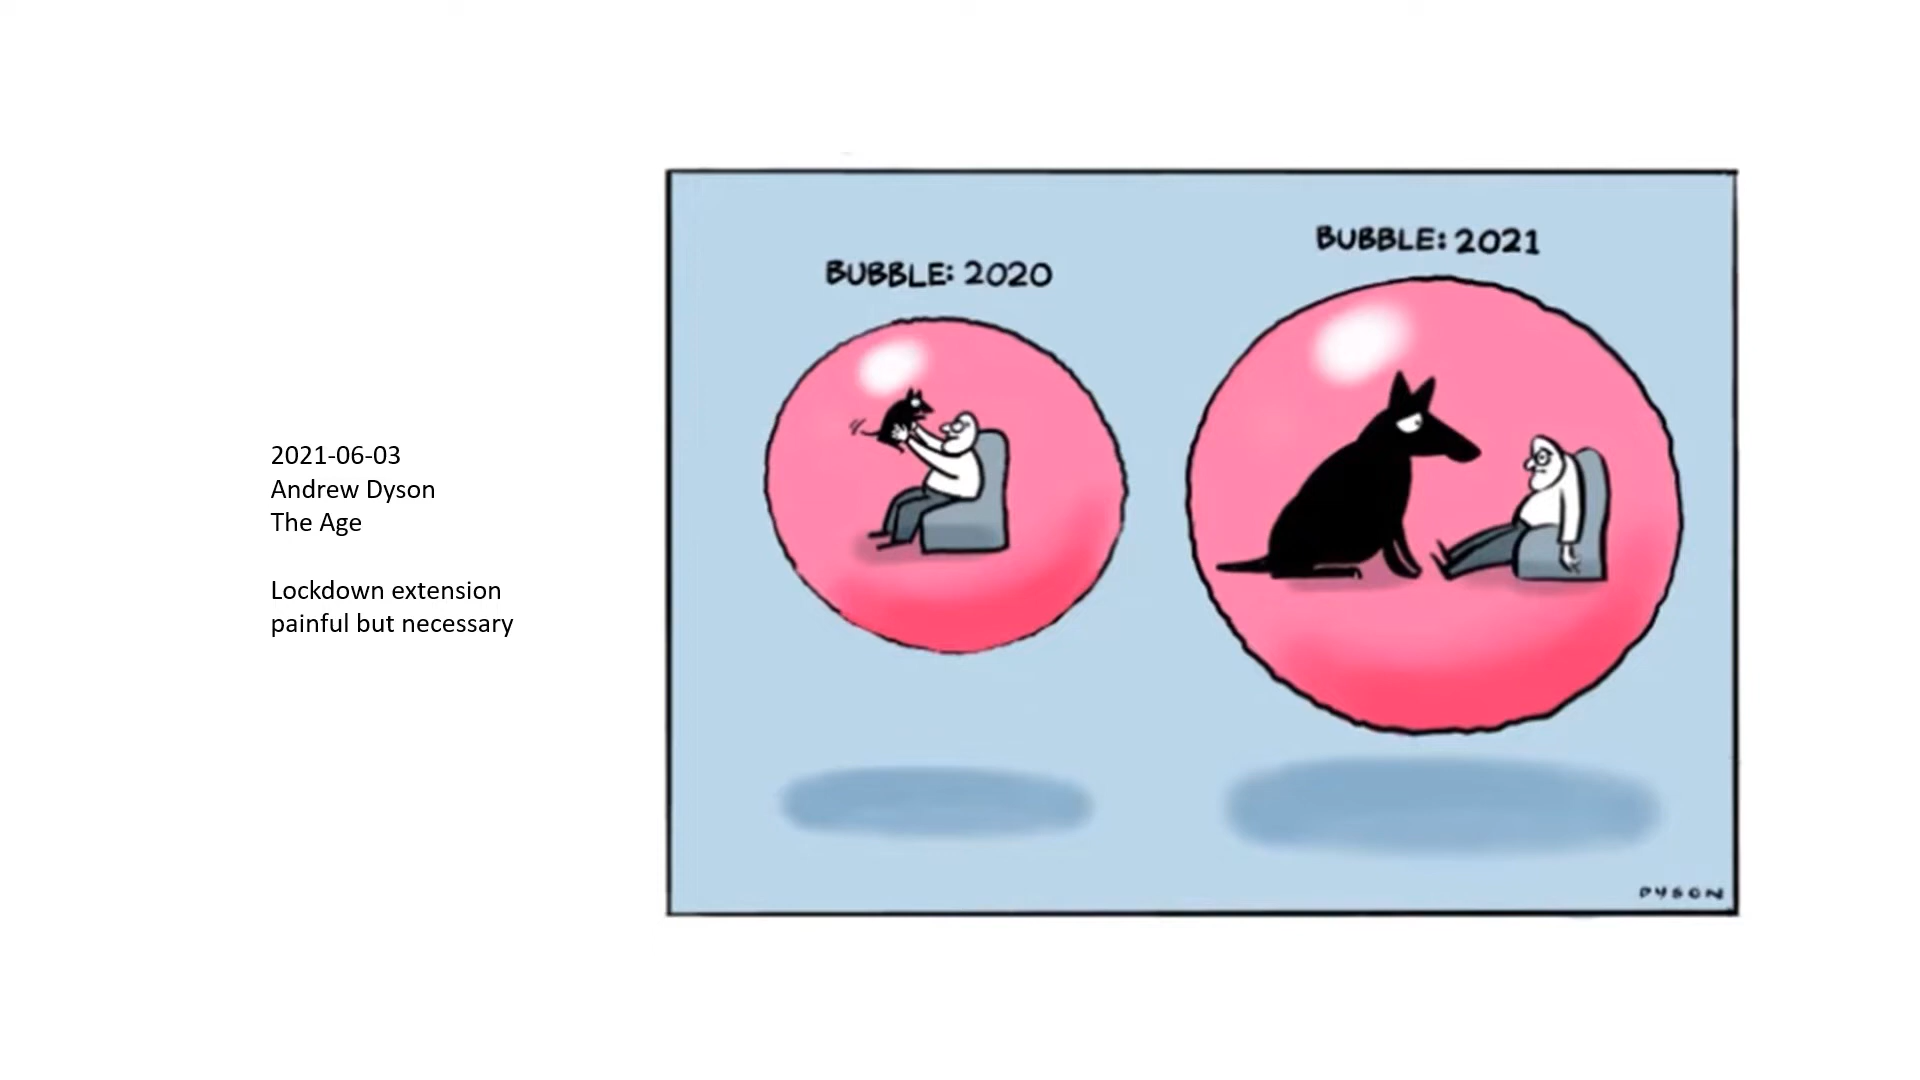 2021-06-03
Andrew Dyson
The Age
Lockdown extension
painful but necessary
BUBBLE: 2020
BUBBLE: 2021
DYSON